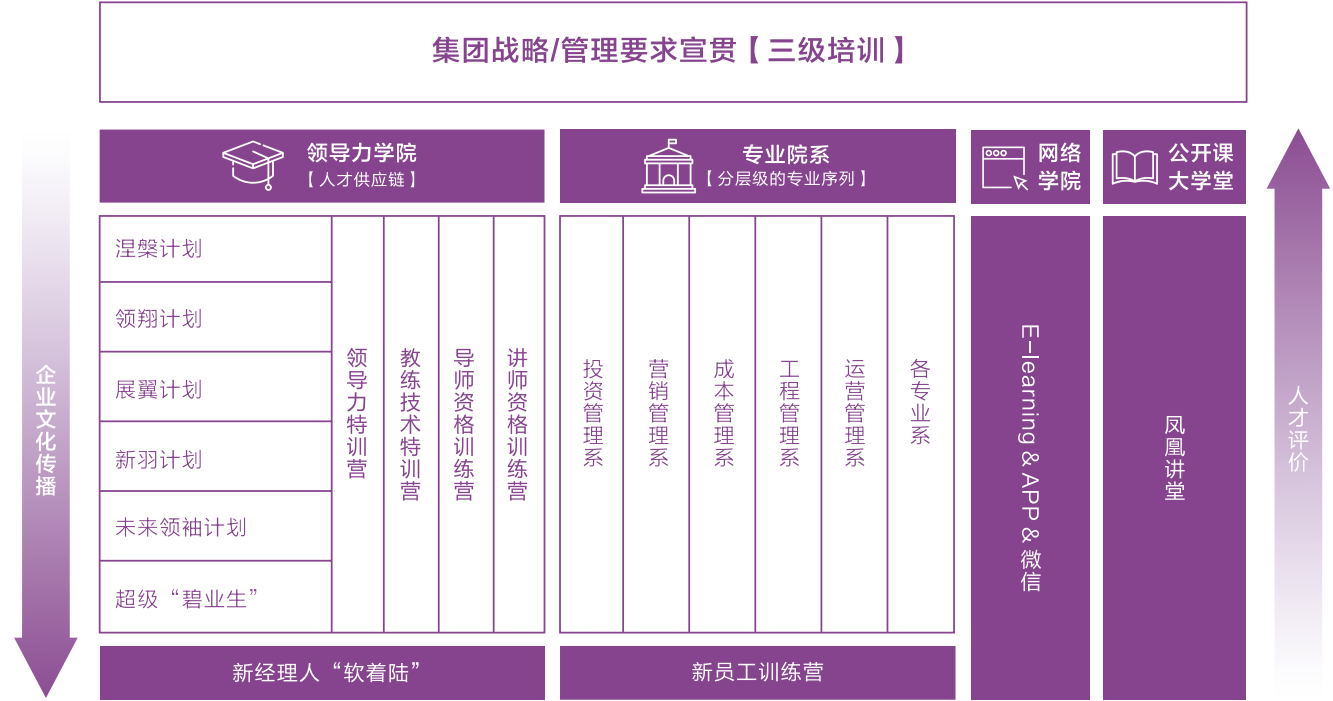 集团战略/管理要求宣贯【三级培训】
领导力学院
【人才供应链】
专业院系
【分层级的专业序列】
网络
学院
公开课
大学堂
企业文化传播
涅槃计划
领翔计划
展翼计划
新羽计划
未来领袖计划
超级“碧业生”
领导力特训营
教练技术特训营
导师资格训练营
讲师资格训练营
投资管理系
营销管理系
成本管理系
工程管理系
运营管理系
各专业系
E-learning & APP & 微信
凤凰讲堂
人才评价
新经理人“软着陆”
新员工训练营